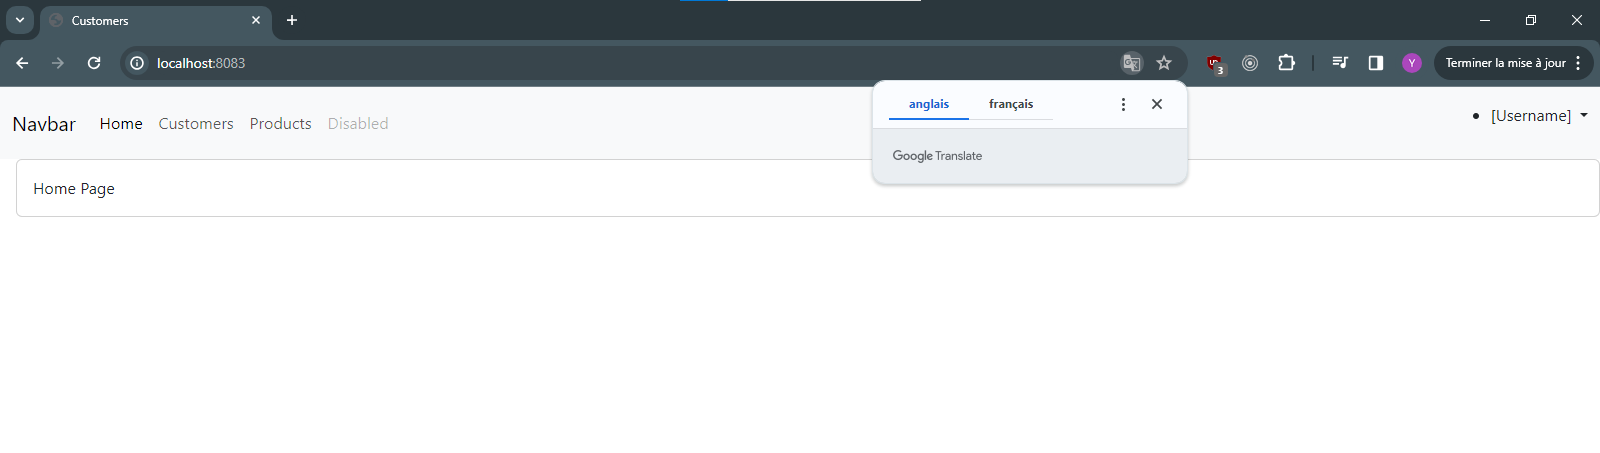 Customers
localhost:8083
3
Y
Terminer la mise à jour
anglais français
Google Translate
Navbar Home Customers Products Disabled
[Username]
Home Page